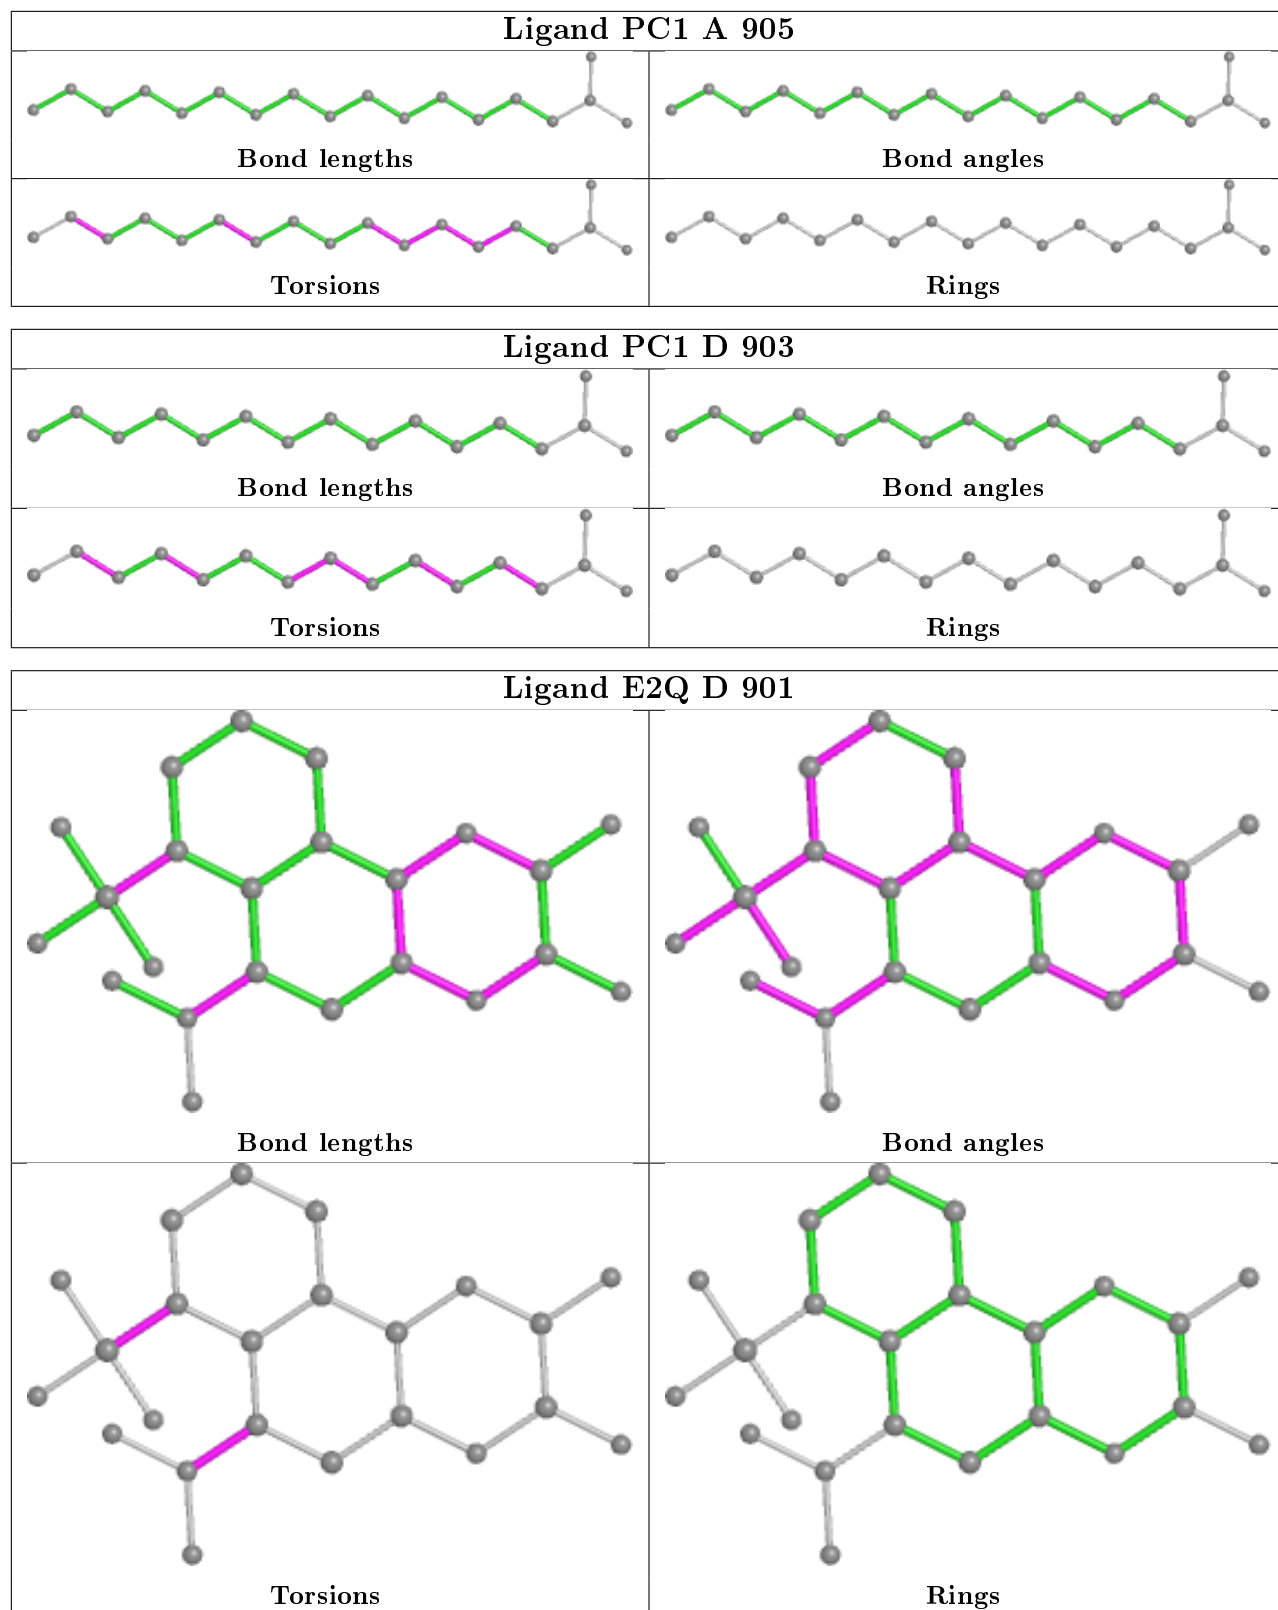 Ligand PC1 A 905
Bond lengths
Bond angles
Torsions
Rings
Ligand PC1 D 903
Bond lengths
Bond angles
Torsions
Rings
Ligand E2Q D 901
Bond lengths
Bond angles
Torsions
Rings